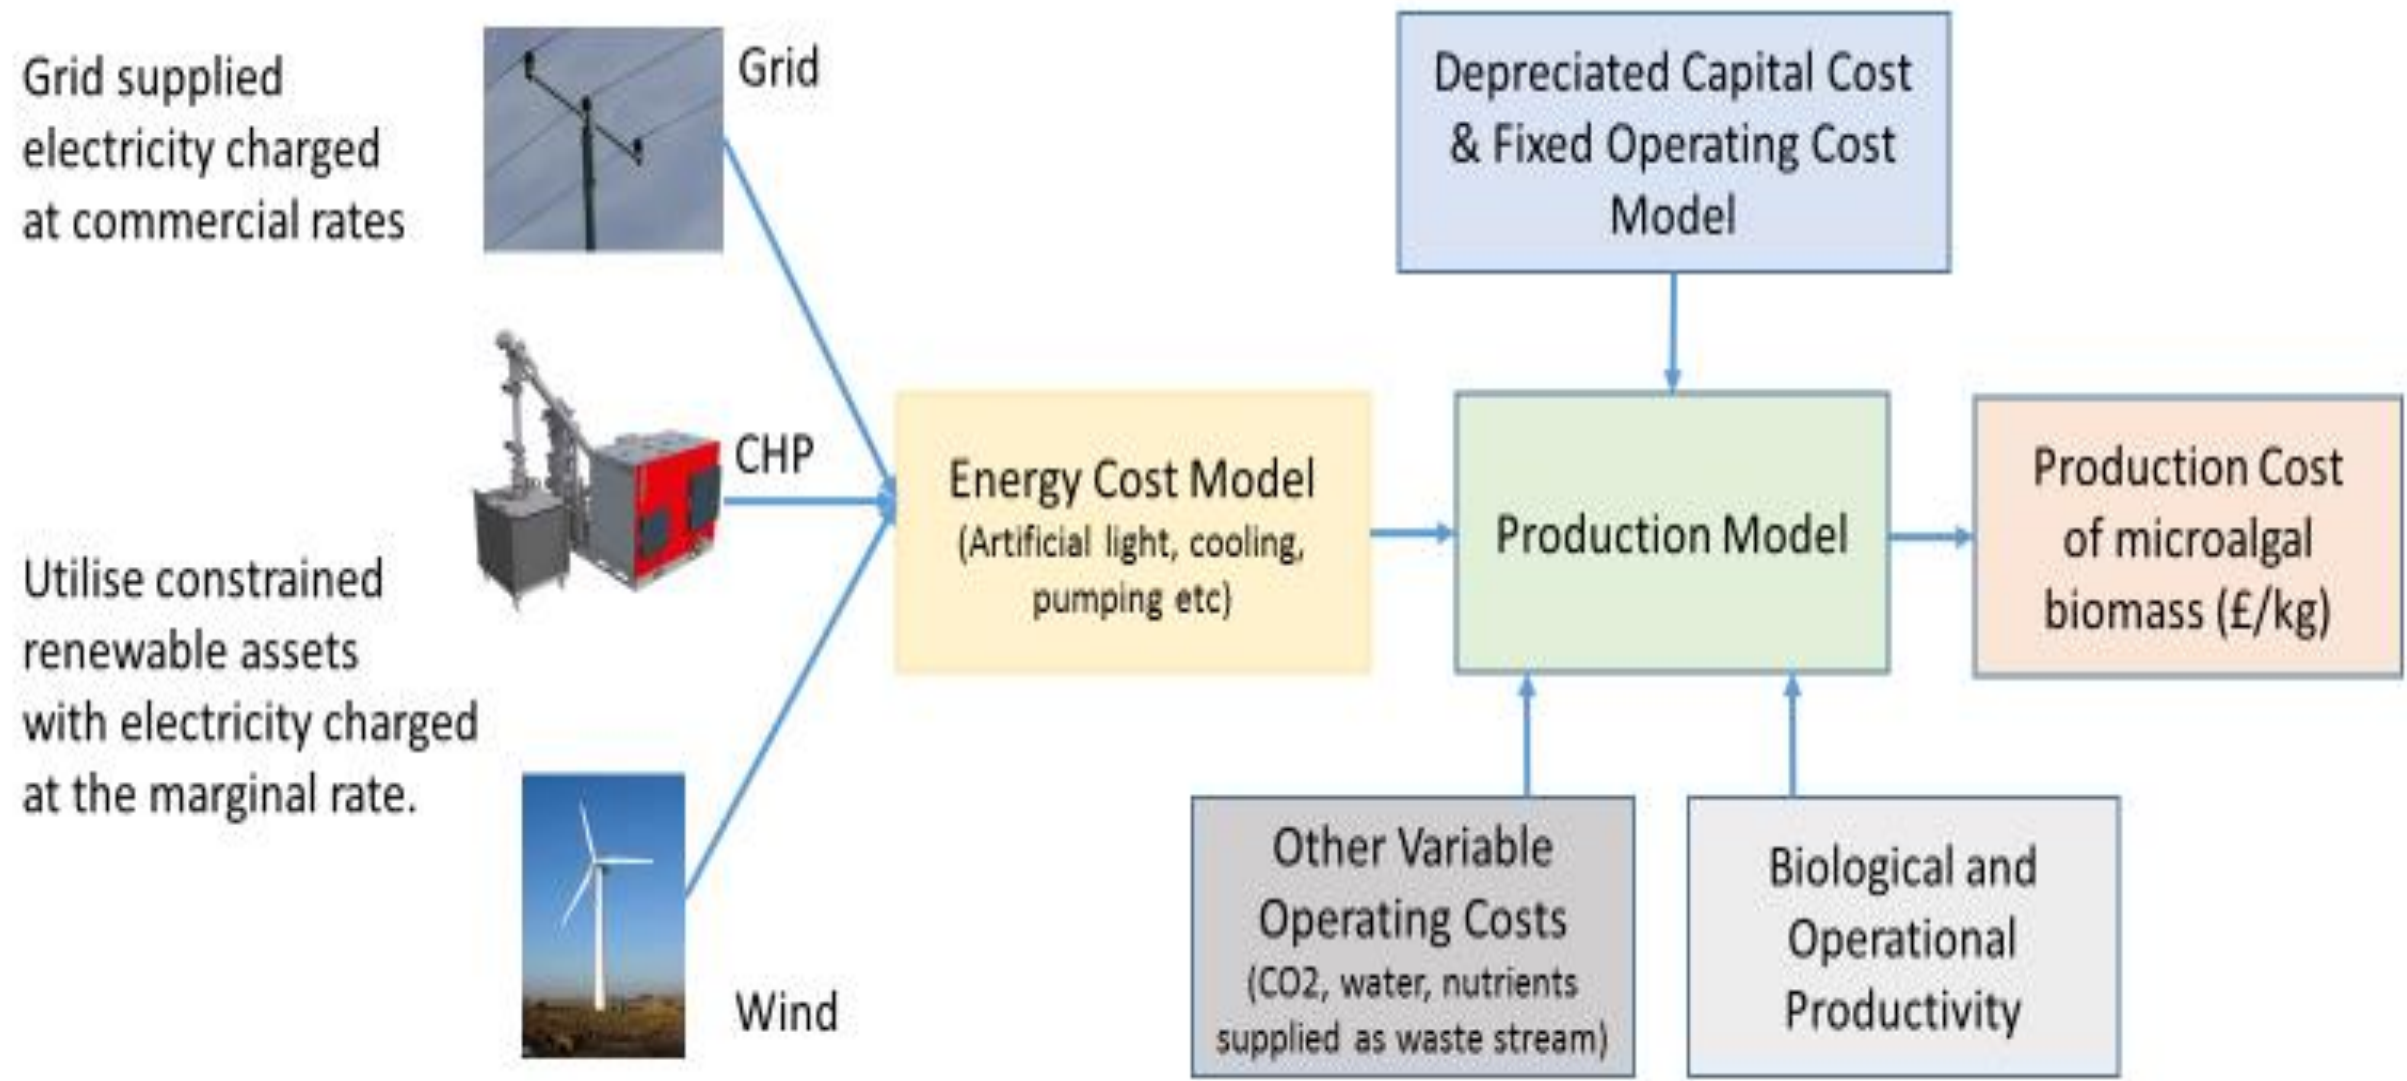 Grid supplied
electricity charged
at commercial rates
Grid
CHP
Utilise constrained
renewable assets
with electricity charged
at the marginal rate.
Wind
Energy Cost Model
(Artificial light, cooling,
pumping etc)
Depreciated Capital Cost
& Fixed Operating Cost
Model
Production Model
Production Cost
of microalgal
biomass (£/kg)
Other Variable
Operating Costs
(CO2, water, nutrients
supplied as waste stream)
Biological and
Operational
Productivity